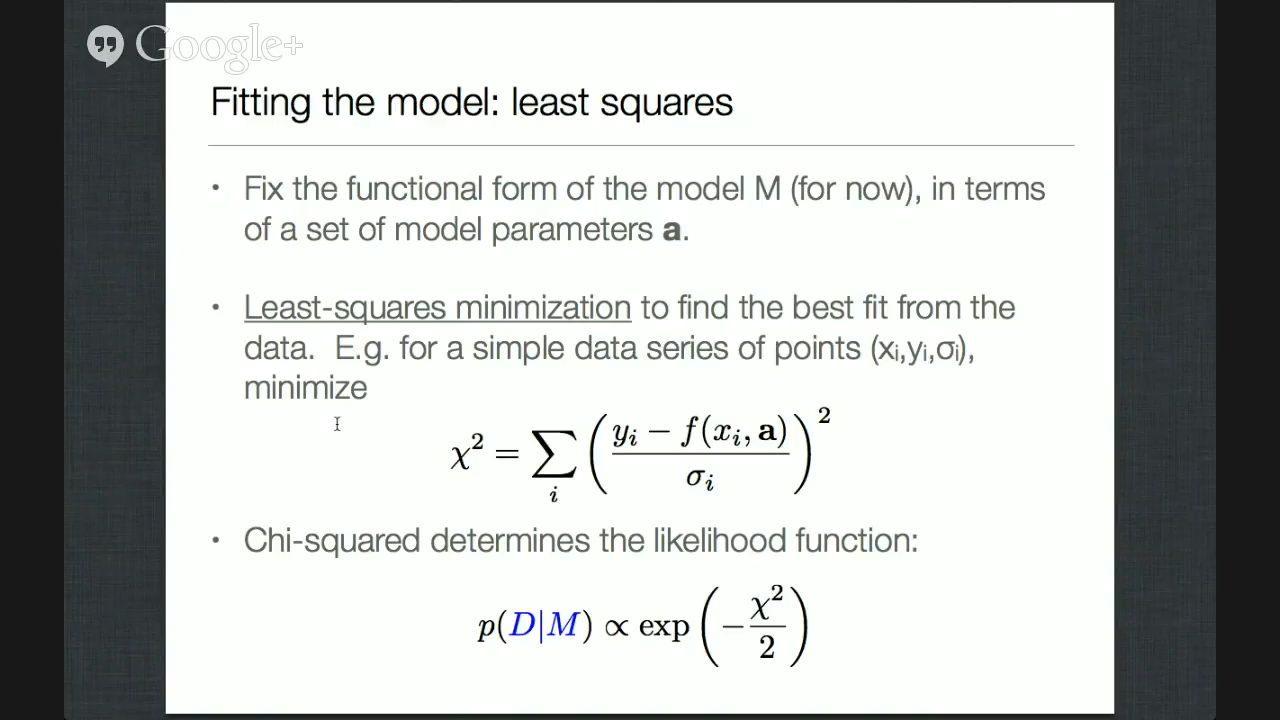 Google+
Fitting the model: least squares
• Fix the functional form of the model M (for now), in terms
of a set of model parameters a.
• Least-squares minimization to find the best fit from the
data. E.g. for a simple data series of points (xᵢ,yᵢ,σᵢ),
minimize
χ² = ∑ᵢ ( (yᵢ − f(xᵢ, a)) / σᵢ )²
• Chi-squared determines the likelihood function:
p(D|M) ∝ exp ( − χ² / 2 )